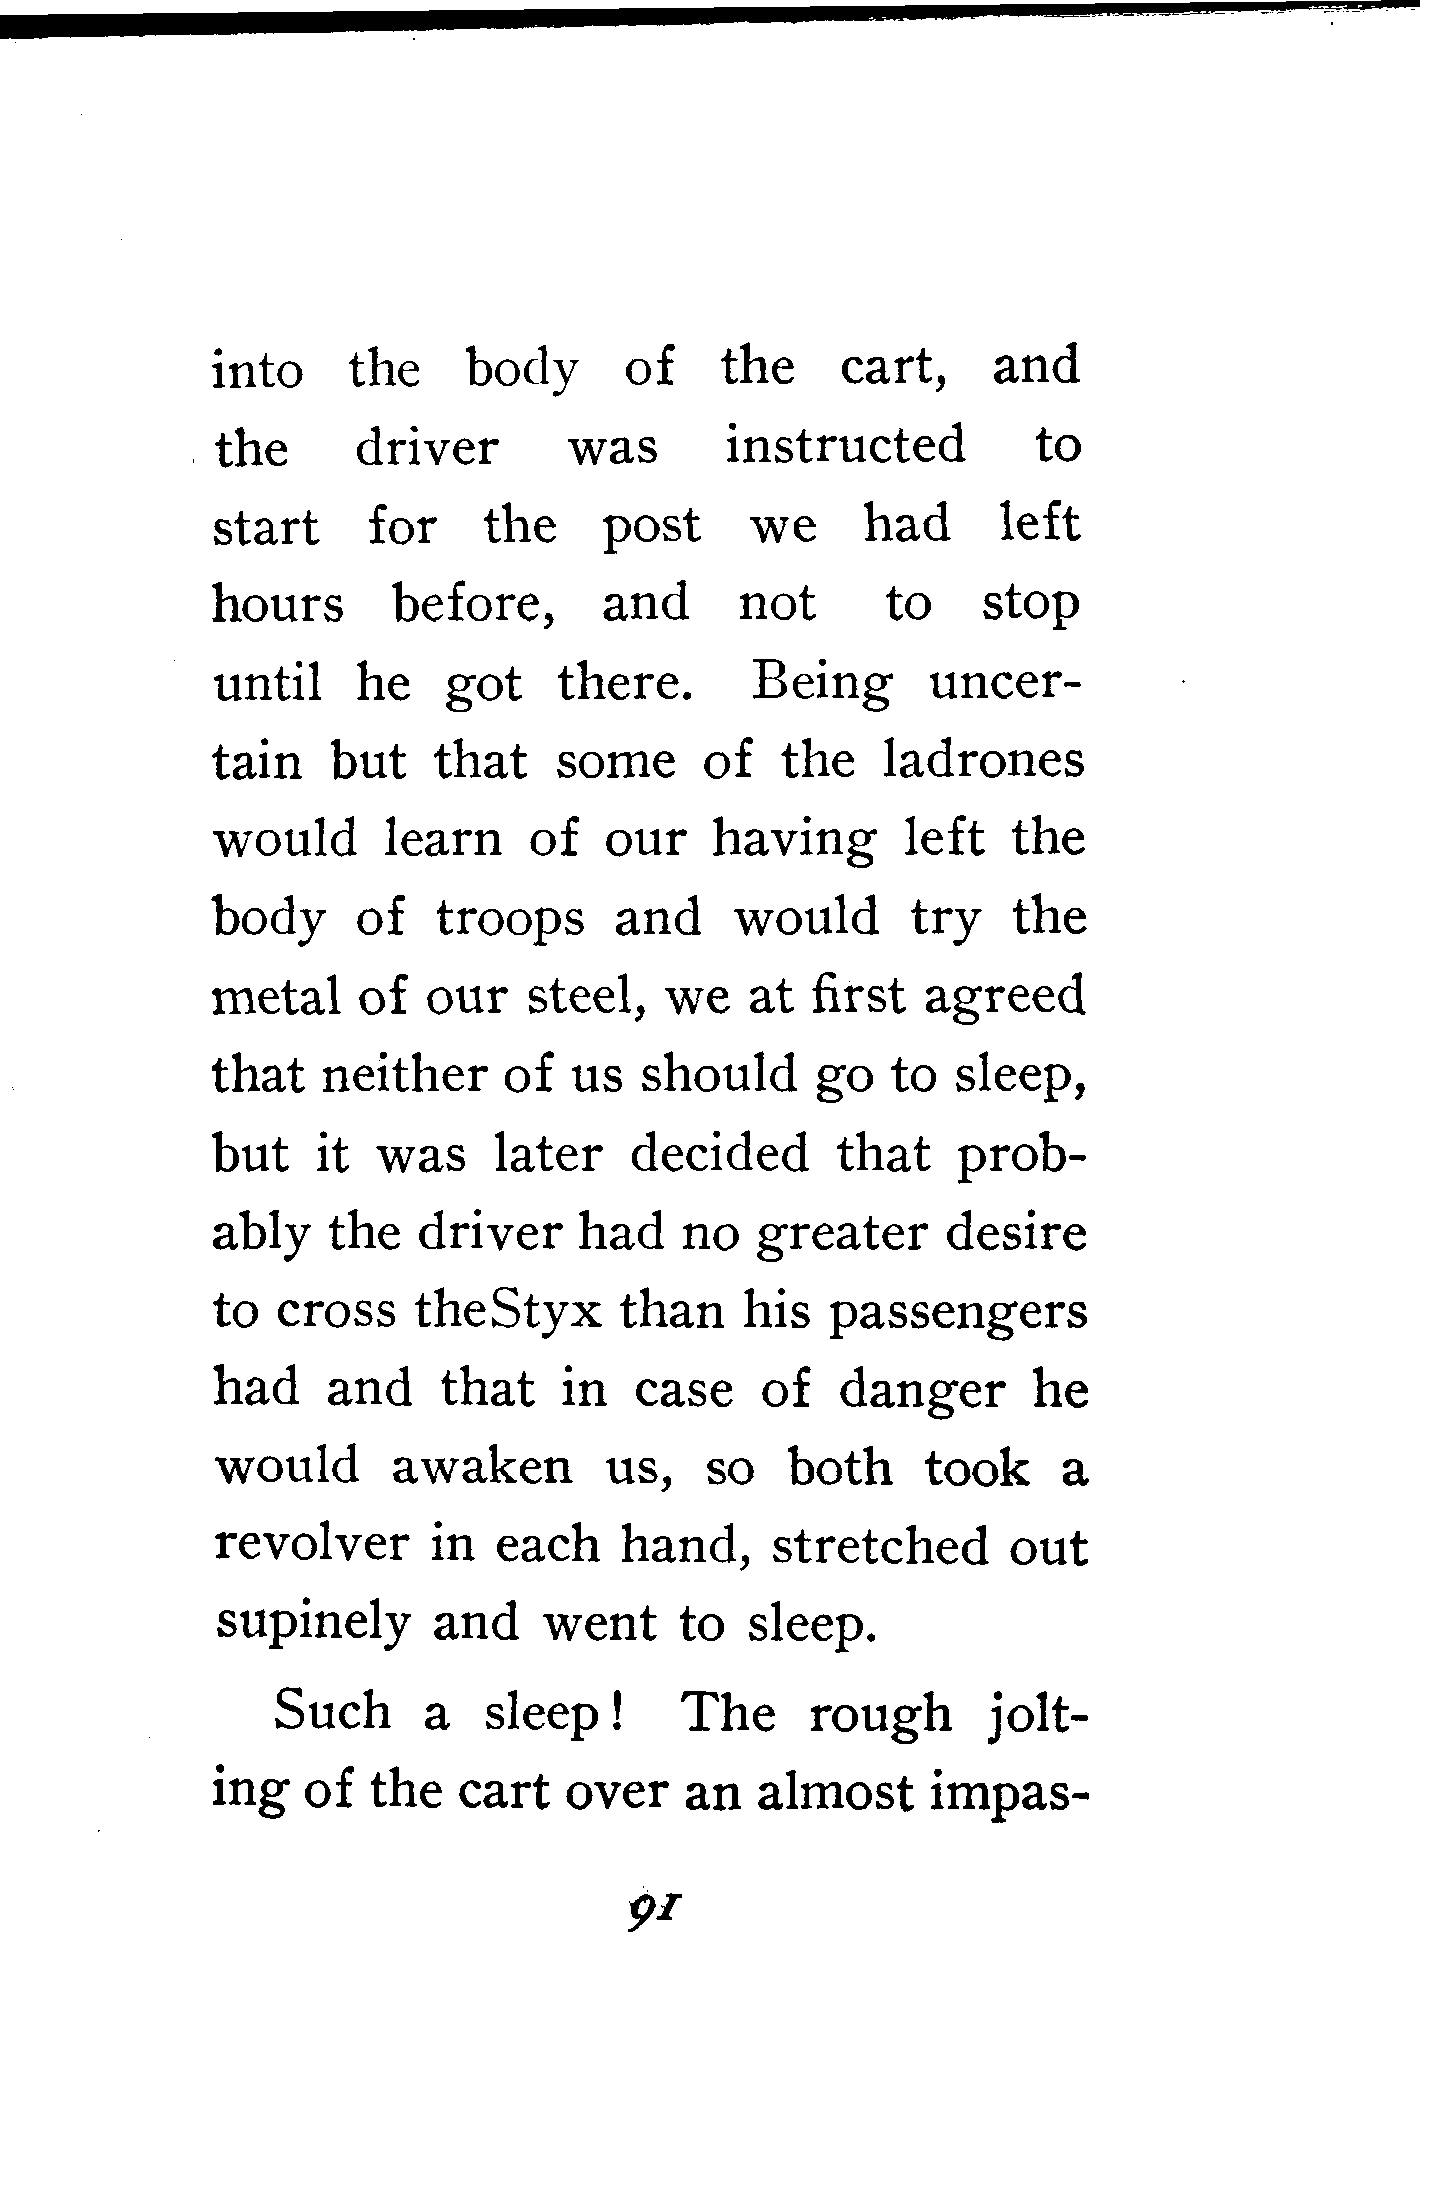 into the body of the cart, and
the driver was instructed to
start for the post we had left
hours before, and not to stop
until he got there. Being uncer-
tain but that some of the ladrones
would learn of our having left the
body of troops and would try the
metal of our steel, we at first agreed
that neither of us should go to sleep,
but it was later decided that prob-
ably the driver had no greater desire
to cross theStyx than his passengers
had and that in case of danger he
would awaken us, so both took a
revolver in each hand, stretched out
supinely and went to sleep.
Such a sleep! The rough jolt-
ing of the cart over an almost impas-
91